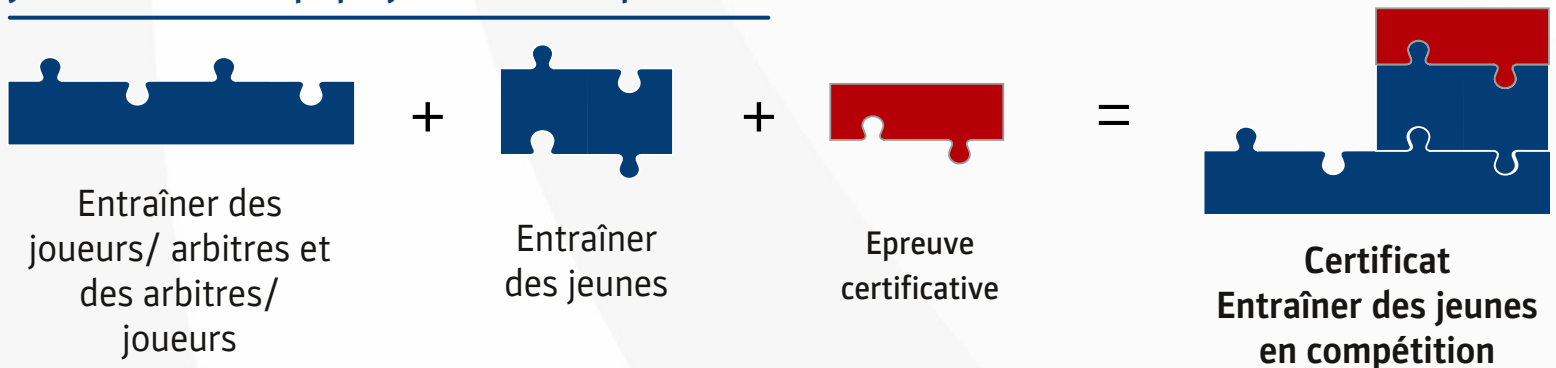 Entraîner des
joueurs/ arbitres et
des arbitres/
joueurs
+
Entraîner
des jeunes
+
Epreuve
certificative
=
Certificat
Entraîner des jeunes
en compétition